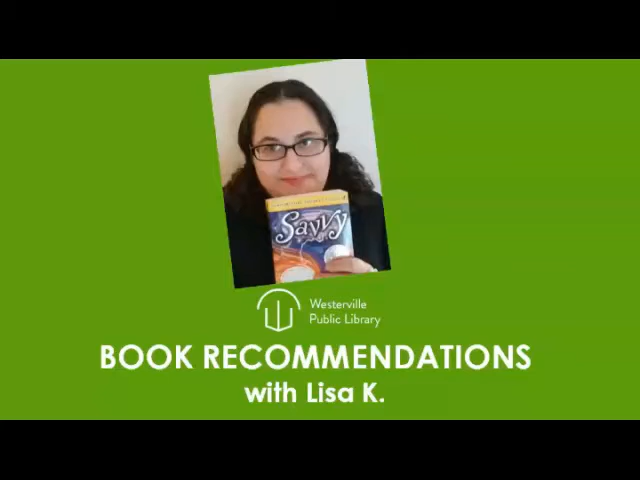 Savvy
Westerville
Public Library
BOOK RECOMMENDATIONS
with Lisa K.